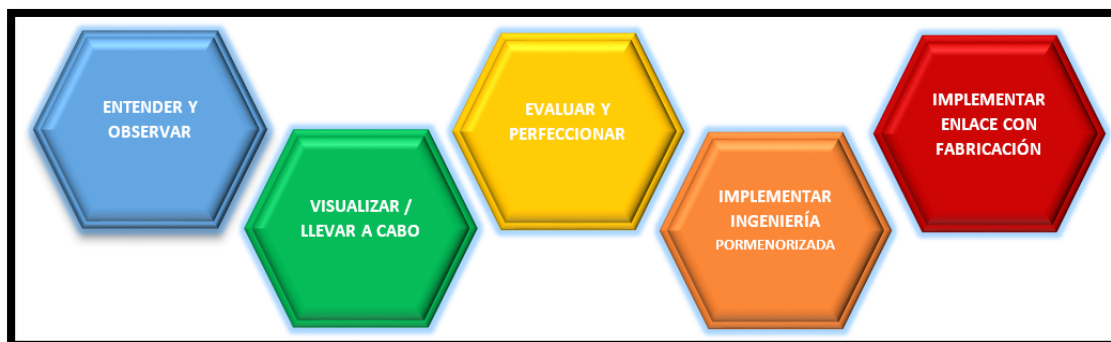 ENTENDER Y
OBSERVAR
VISUALIZAR /
LLEVAR A CABO
EVALUAR Y
PERFECCIONAR
IMPLEMENTAR
INGENIERÍA
PORMENORIZADA
IMPLEMENTAR
ENLACE CON
FABRICACIÓN